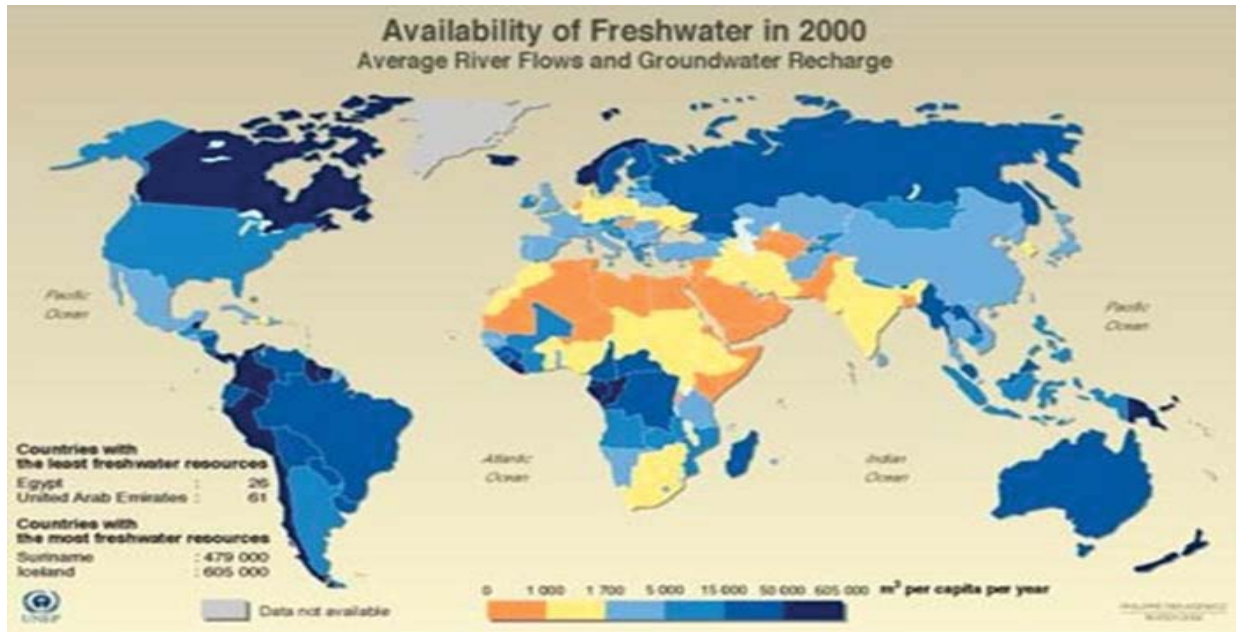 Availability of Freshwater in 2000
Average River Flows and Groundwater Recharge
Pacific
Ocean
Pacific
Ocean
Atlantic
Ocean
Indian
Ocean
Countries with
the least freshwater resources
Egypt : 26
United Arab Emirates : 61
Countries with
the most freshwater resources
Suriname : 479 000
Iceland : 605 000
UNEP
Data not available
0 1 000 1 700 5 000 15 000 50 000 605 000 m³ per capita per year